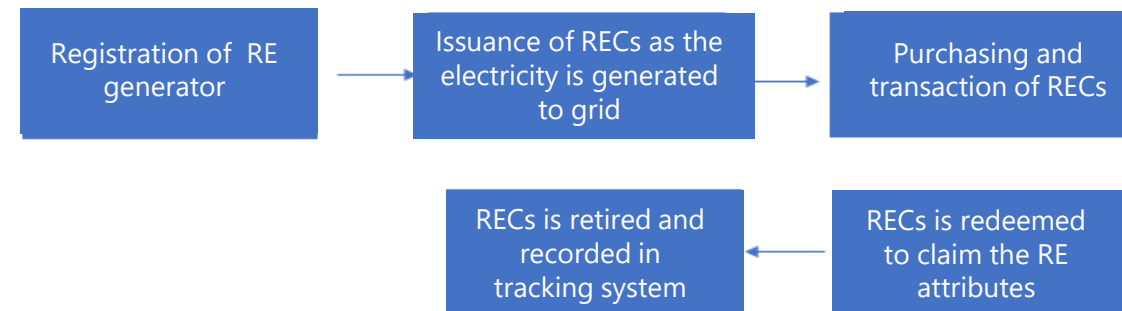 Registration of RE
generator
Issuance of RECs as the
electricity is generated
to grid
Purchasing and
transaction of RECs
RECs is redeemed
to claim the RE
attributes
RECs is retired and
recorded in
tracking system